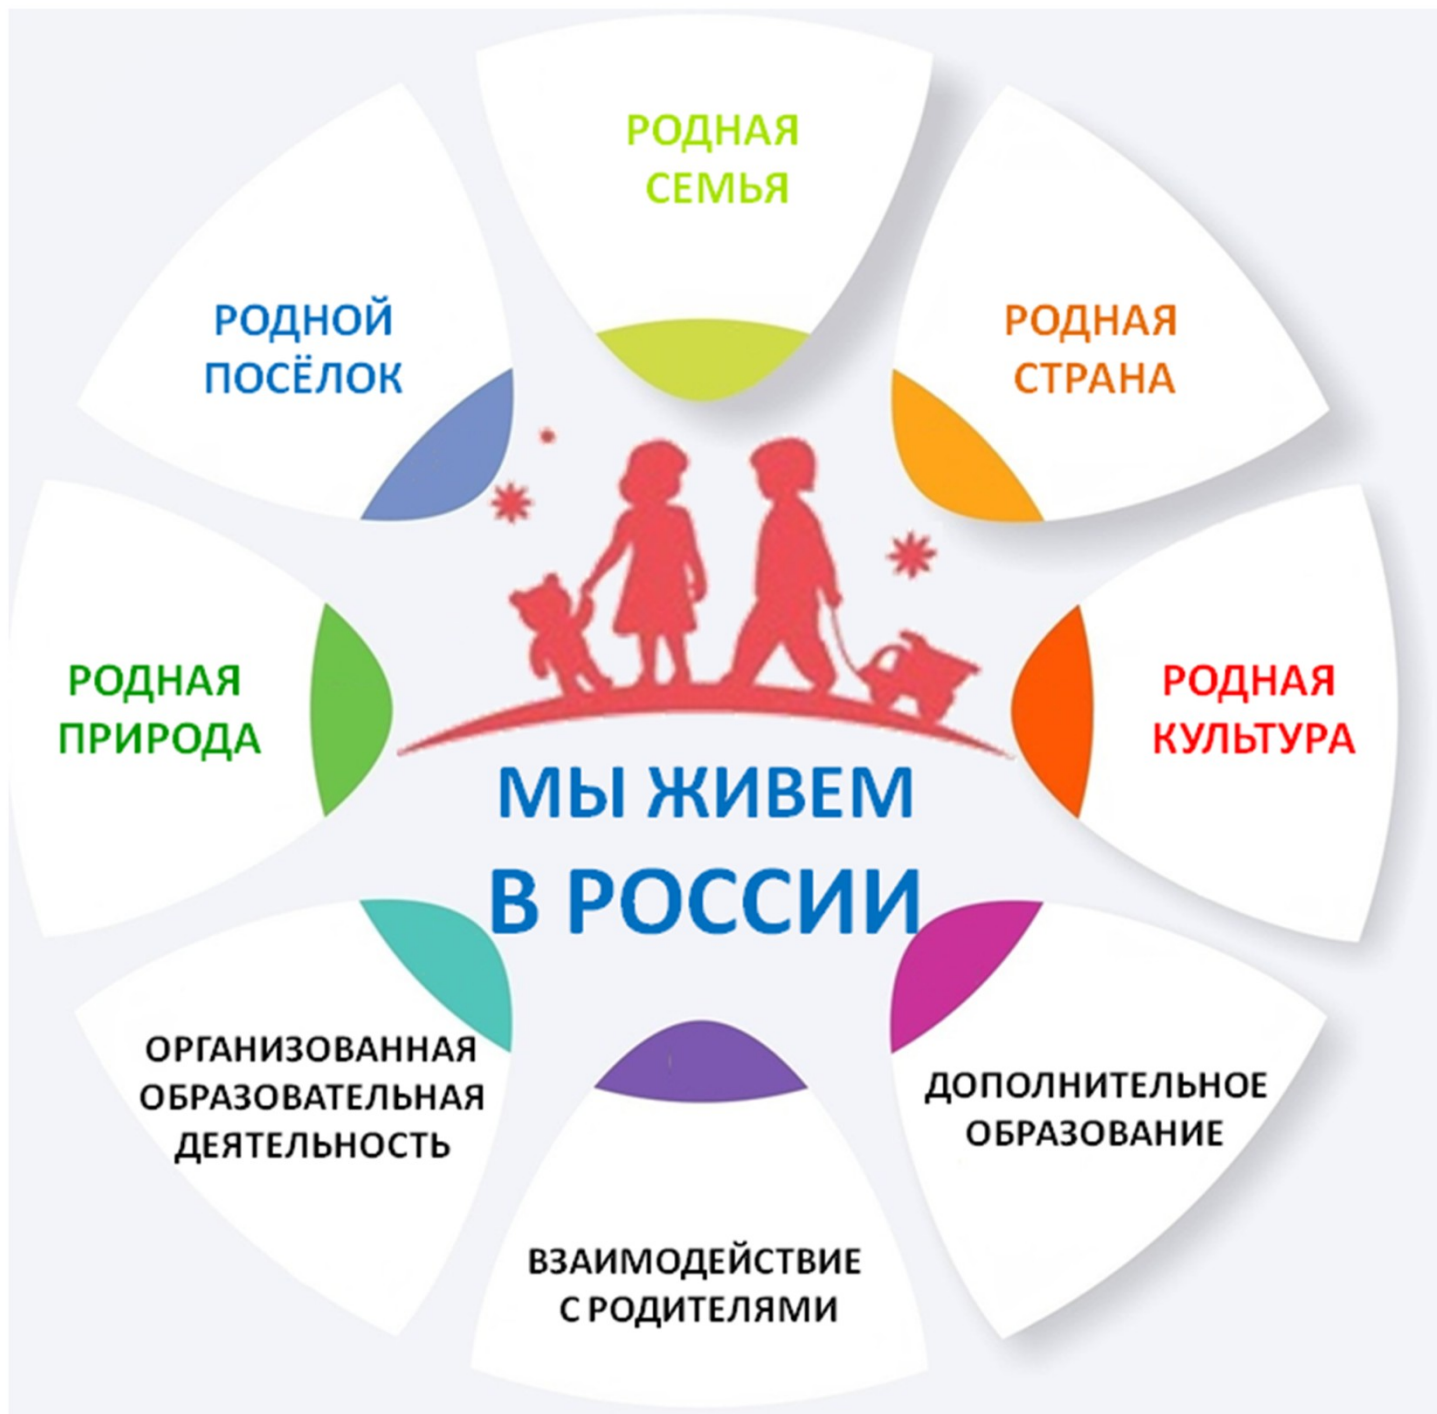 РОДНАЯ
СЕМЬЯ
РОДНАЯ
СТРАНА
РОДНАЯ
КУЛЬТУРА
ДОПОЛНИТЕЛЬНОЕ
ОБРАЗОВАНИЕ
ВЗАИМОДЕЙСТВИЕ
С РОДИТЕЛЯМИ
ОРГАНИЗОВАННАЯ
ОБРАЗОВАТЕЛЬНАЯ
ДЕЯТЕЛЬНОСТЬ
РОДНАЯ
ПРИРОДА
РОДНОЙ
ПОСЁЛОК
МЫ ЖИВЕМ
В РОССИИ